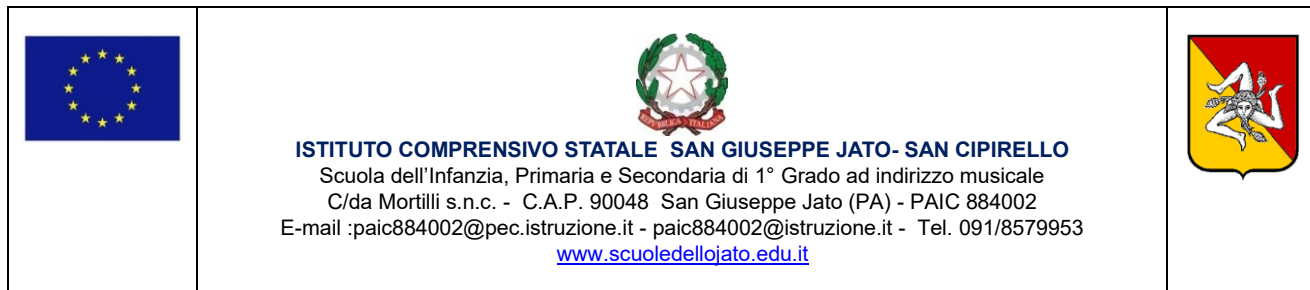 REPVBBLICA ITALIANA
ISTITUTO COMPRENSIVO STATALE SAN GIUSEPPE JATO- SAN CIPIRELLO
Scuola dell’Infanzia, Primaria e Secondaria di 1° Grado ad indirizzo musicale
C/da Mortilli s.n.c. - C.A.P. 90048 San Giuseppe Jato (PA) - PAIC 884002
E-mail :paic884002@pec.istruzione.it - paic884002@istruzione.it - Tel. 091/8579953
www.scuoledellojato.edu.it